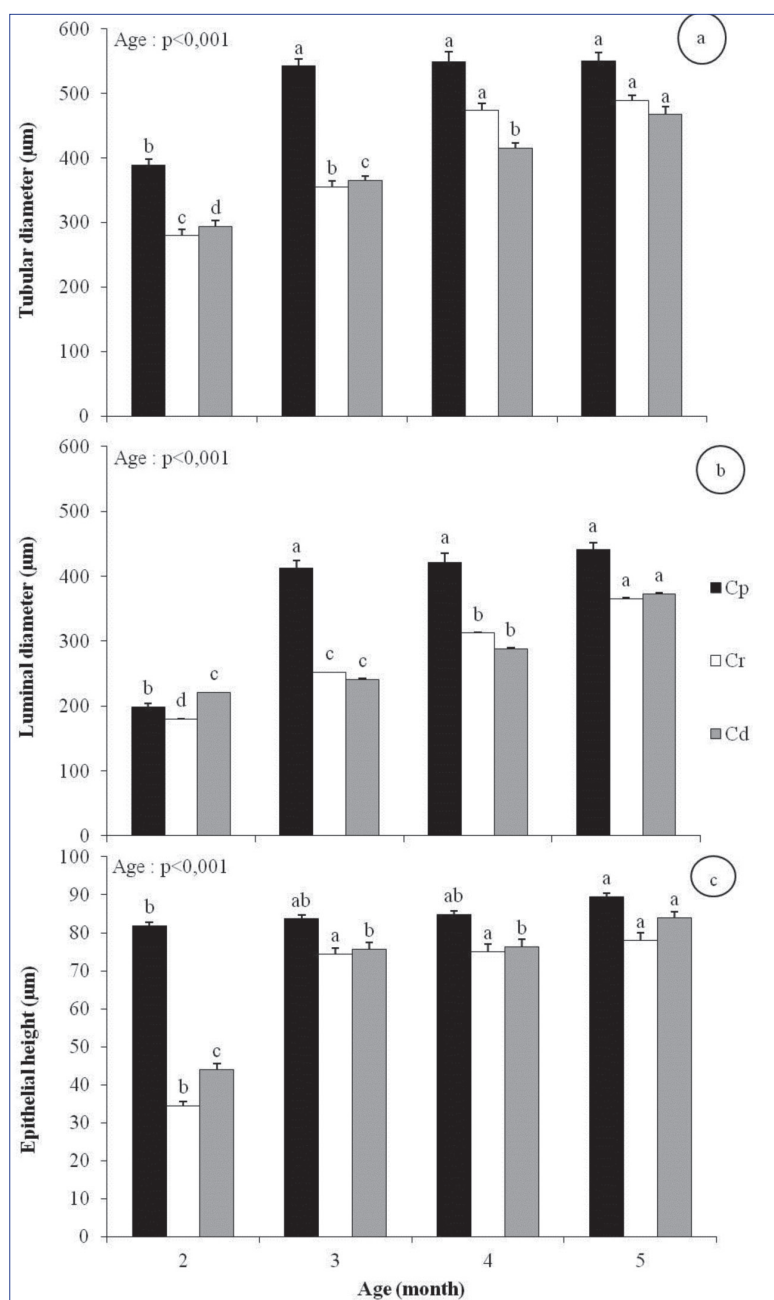 600
Age : p<0,001
a
a
a
a
500
a
a
a
b
b
400
b
c
300
d
c
200
100
0
Tubular diameter (µm)
600
Age : p<0,001
b
500
a
a
a
400
a
a
b
b
300
c
c
c
b
d
200
100
0
Luminal diameter (µm)
Cp
Cr
Cd
100
Age : p<0,001
c
90
b
ab
ab
a
a
80
a
b
a
b
a
70
60
50
c
40
b
30
20
10
0
Epithelial height (µm)
2
3
4
5
Age (month)